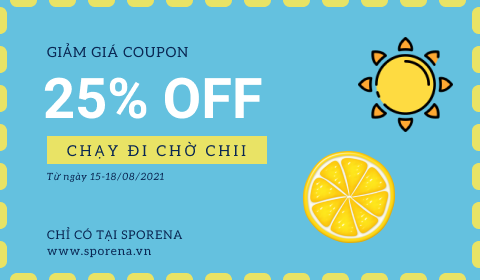 GIẢM GIÁ COUPON
25% OFF
CHẠY ĐI CHỜ CHII
Từ ngày 15-18/08/2021
CHỈ CÓ TẠI SPORENA
www.sporena.vn